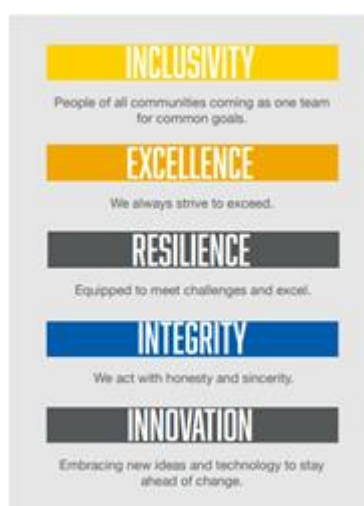 INCLUSIVITY
People of all communities coming as one team
for common goals.
EXCELLENCE
We always strive to exceed.
RESILIENCE
Equipped to meet challenges and excel.
INTEGRITY
We act with honesty and sincerity.
INNOVATION
Embracing new ideas and technology to stay
ahead of change.